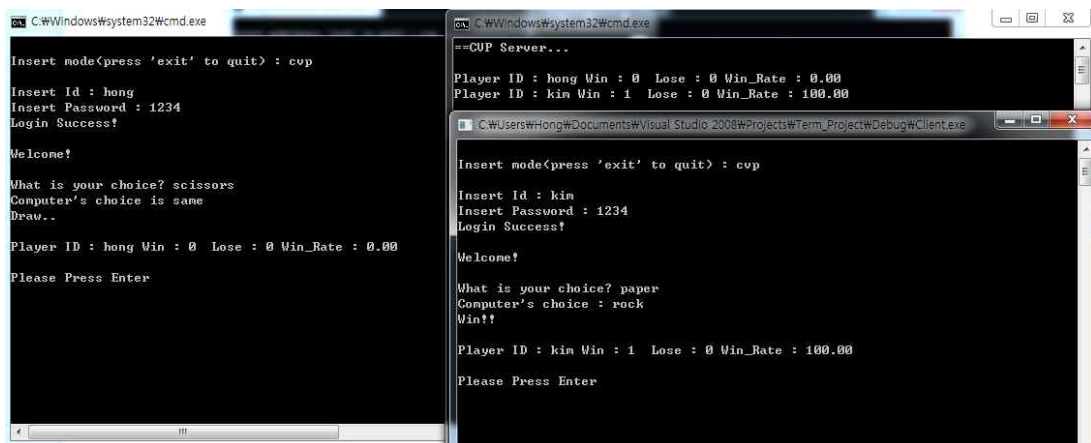 C:₩Windows₩system32₩cmd.exe
Insert mode(press 'exit' to quit) : cvp
Insert Id : hong
Insert Password : 1234
Login Success!
Welcome!
What is your choice? scissors
Computer's choice is same
Draw..
Player ID : hong Win : 0 Lose : 0 Win_Rate : 0.00
Please Press Enter
C:₩Windows₩system32₩cmd.exe
==CVP Server...
Player ID : hong Win : 0 Lose : 0 Win_Rate : 0.00
Player ID : kim Win : 1 Lose : 0 Win_Rate : 100.00
C:₩Users₩Hong₩Documents₩Visual Studio 2008₩Projects₩Term_Project₩Debug₩Client.exe
Insert mode(press 'exit' to quit) : cvp
Insert Id : kim
Insert Password : 1234
Login Success!
Welcome!
What is your choice? paper
Computer's choice : rock
Win!!
Player ID : kim Win : 1 Lose : 0 Win_Rate : 100.00
Please Press Enter